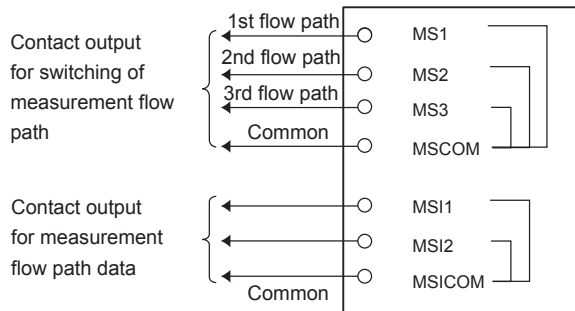 Contact output
for switching of
measurement flow
path
1st flow path
2nd flow path
3rd flow path
Common
MS1
MS2
MS3
MSCOM
Contact output
for measurement
flow path data
Common
MSI1
MSI2
MSICOM